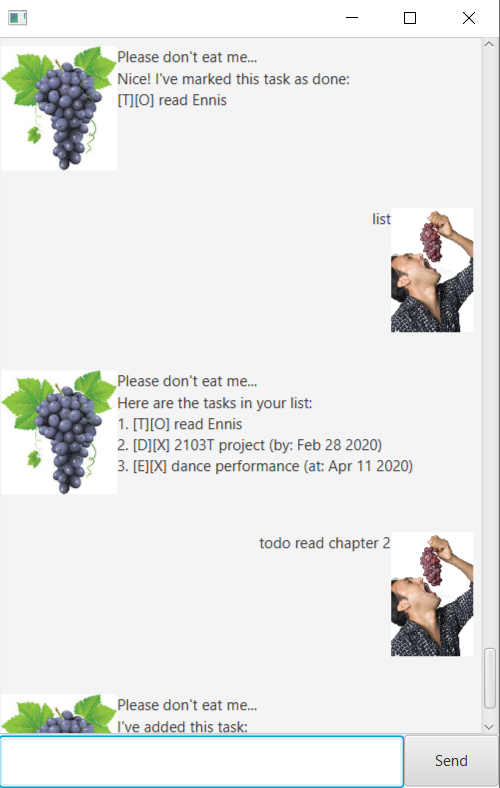 Please don't eat me...
Nice! I've marked this task as done:
[T][O] read Ennis
list
Please don't eat me...
Here are the tasks in your list:
1. [T][O] read Ennis
2. [D][X] 2103T project (by: Feb 28 2020)
3. [E][X] dance performance (at: Apr 11 2020)
todo read chapter 2
Please don't eat me...
I've added this task:
Send